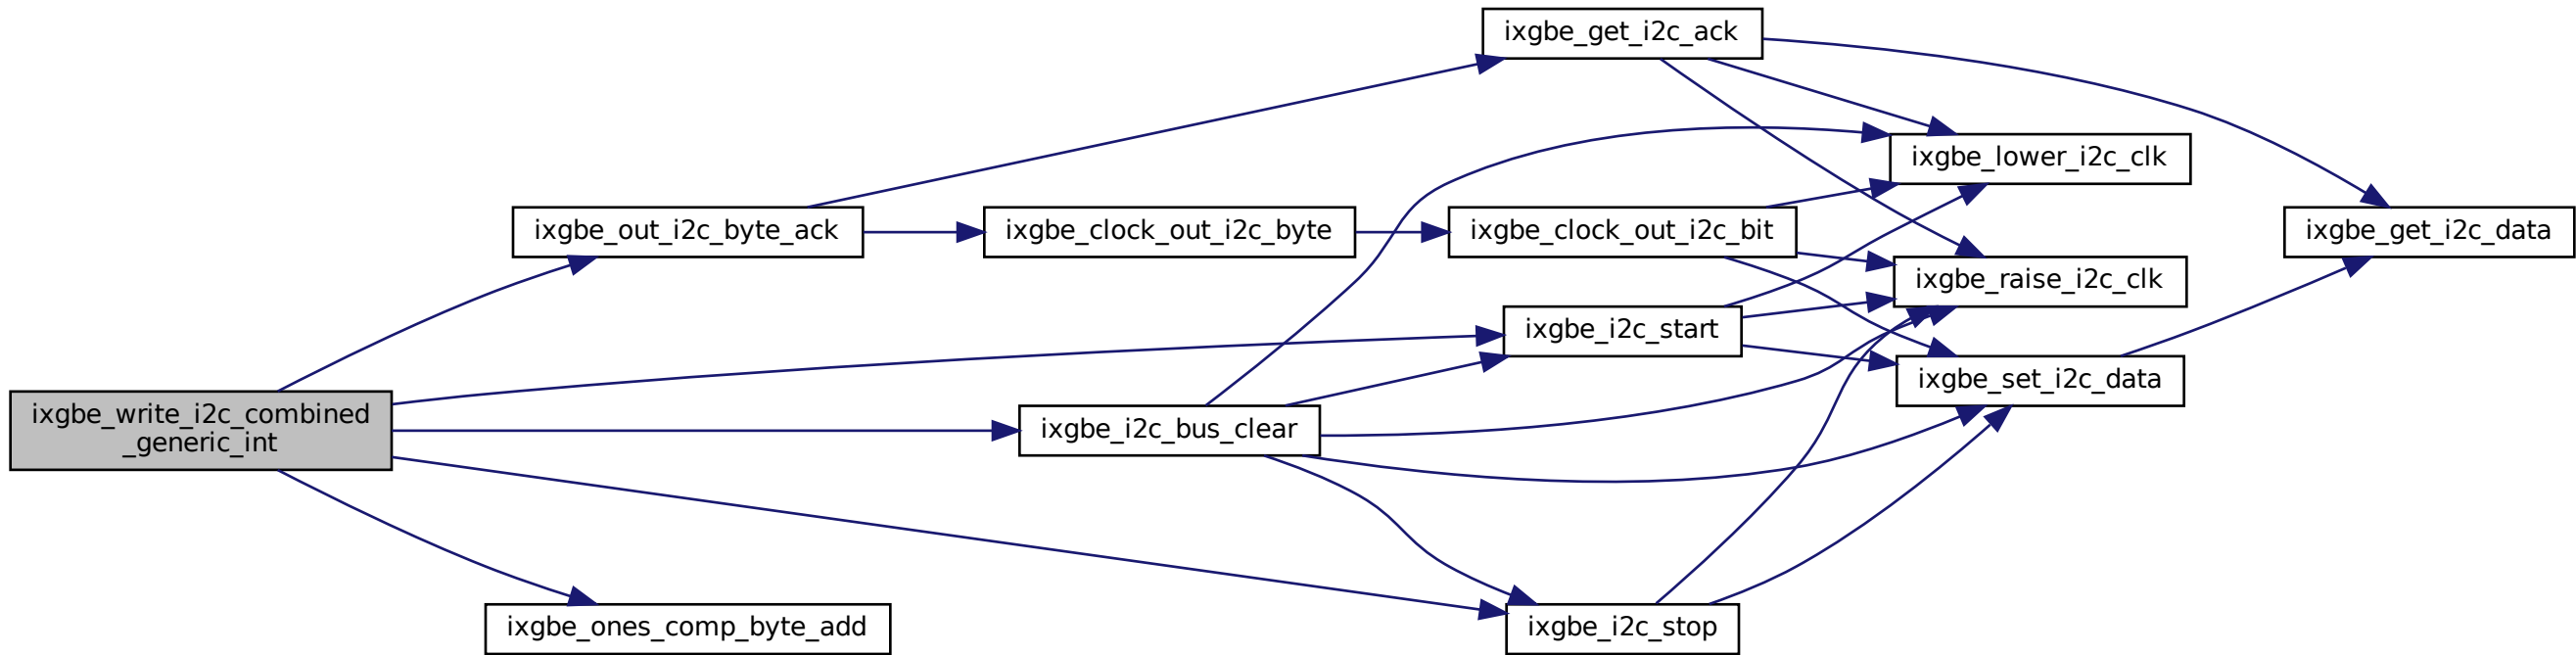 ixgbe_get_i2c_ack
ixgbe_lower_i2c_clk
ixgbe_out_i2c_byte_ack
ixgbe_clock_out_i2c_byte
ixgbe_clock_out_i2c_bit
ixgbe_get_i2c_data
ixgbe_raise_i2c_clk
ixgbe_i2c_start
ixgbe_set_i2c_data
ixgbe_write_i2c_combined
_generic_int
ixgbe_i2c_bus_clear
ixgbe_ones_comp_byte_add
ixgbe_i2c_stop